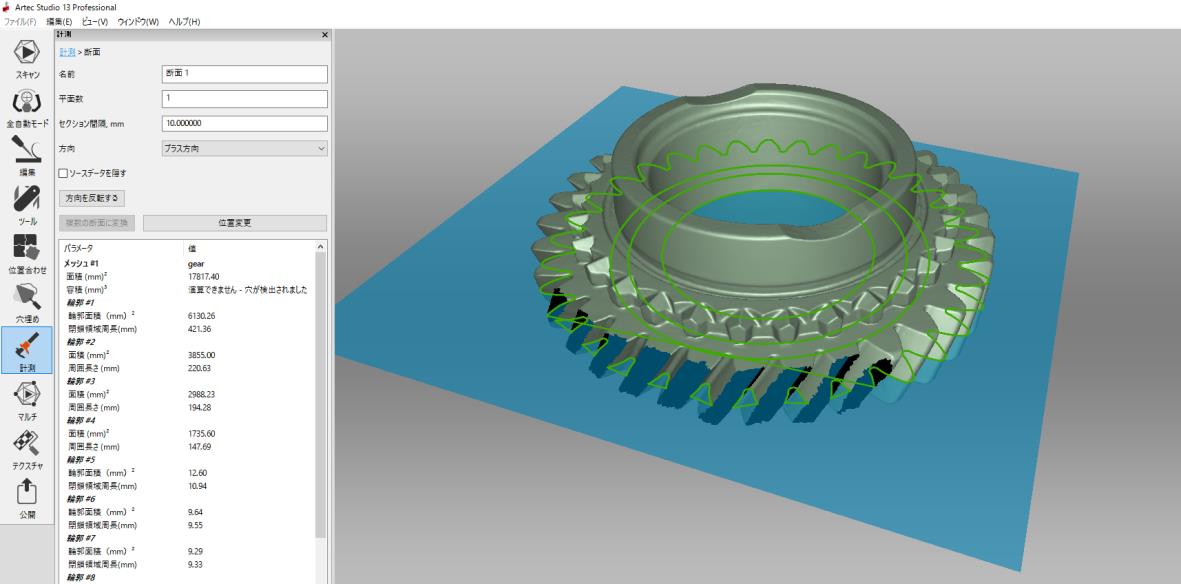 Artec Studio 13 Professional
ファイル(F) 編集(E) ビュー(V) ウィンドウ(W) ヘルプ(H)
スキャン
全自動モード
編集
ツール
位置合わせ
穴埋め
計測
マルチ
テクスチャ
公開
計測
計測 > 断面
名前 断面 1
平面数 1
セクション間隔, mm 10.000000
方向 プラス方向
ソースデータを隠す
方向を反転する
複数の断面に変換 位置変更
パラメータ 値
メッシュ #1 gear
面積 (mm)² 17817.40
容積 (mm)³ 演算できません - 穴が検出されました
輪郭 #1
輪郭面積（mm）² 6130.26
閉鎖領域周長(mm) 421.36
輪郭 #2
面積 (mm)² 3855.00
周囲長さ (mm) 220.63
輪郭 #3
面積 (mm)² 2988.23
周囲長さ (mm) 194.28
輪郭 #4
面積 (mm)² 1735.60
周囲長さ (mm) 147.69
輪郭 #5
輪郭面積（mm）² 12.60
閉鎖領域周長(mm) 10.94
輪郭 #6
輪郭面積（mm）² 9.64
閉鎖領域周長(mm) 9.55
輪郭 #7
輪郭面積（mm）² 9.29
閉鎖領域周長(mm) 9.33
輪郭 #8